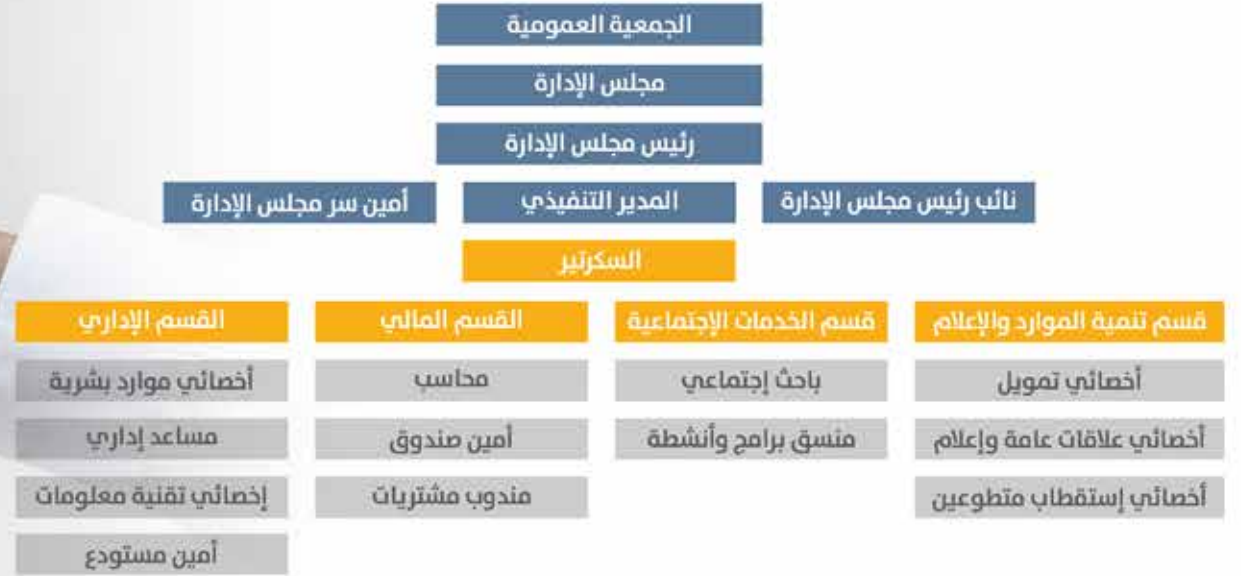 الجمعية العمومية
مجلس الإدارة
رئيس مجلس الإدارة
نائب رئيس مجلس الإدارة
المدير التنفيذي
أمين سر مجلس الإدارة
السكرتير
قسم تنمية الموارد والإعلام
قسم الخدمات الإجتماعية
القسم المالي
القسم الإداري
أخصائي تمويل
باحث إجتماعي
محاسب
أخصائي موارد بشرية
أخصائي علاقات عامة وإعلام
منسق برامج وأنشطة
أمين صندوق
مساعد إداري
أخصائي إستقطاب متطوعين
مندوب مشتريات
إخصائي تقنية معلومات
أمين مستودع